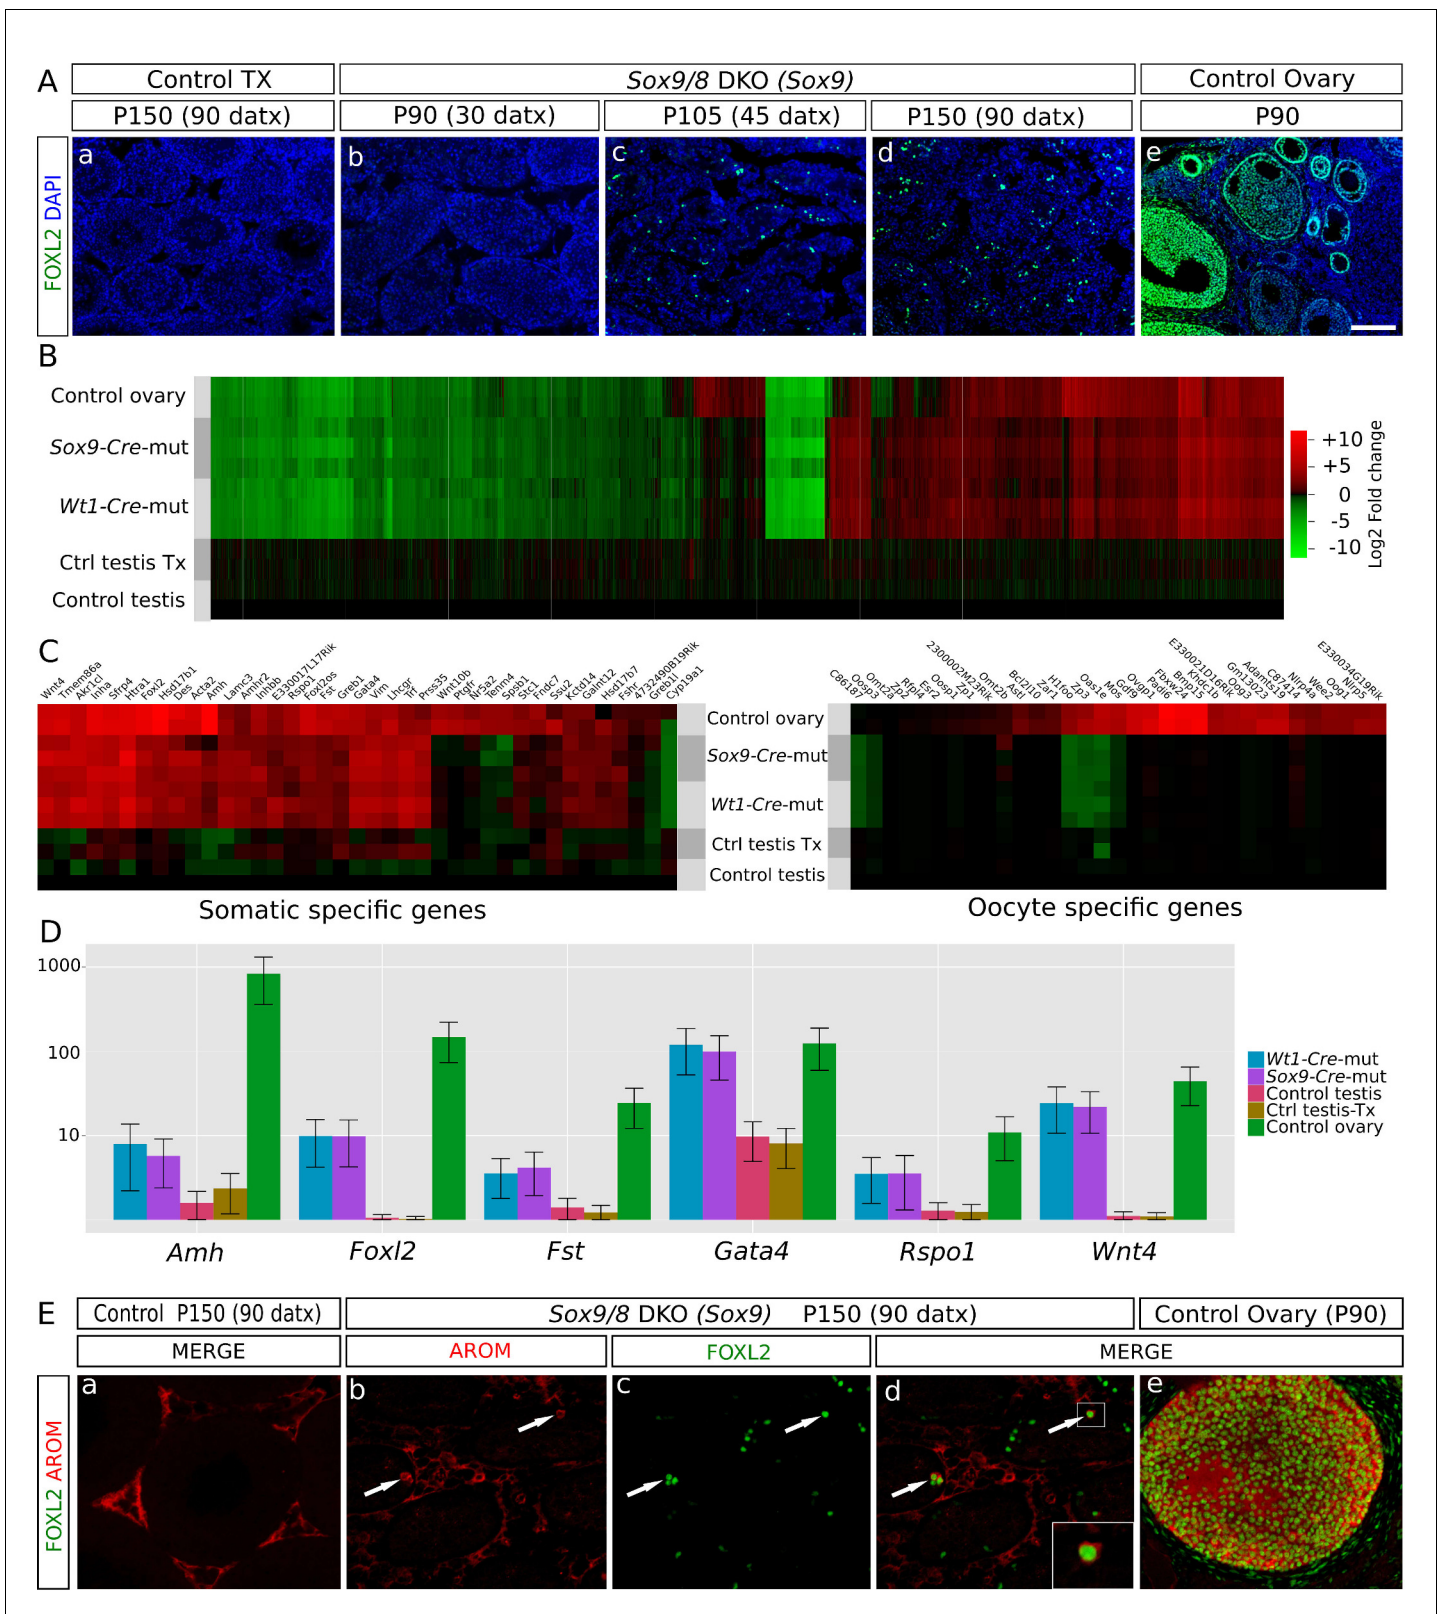 A
Control TX
Sox9/8 DKO (Sox9)
Control Ovary
P150 (90 datx)
P90 (30 datx)
P105 (45 datx)
P150 (90 datx)
P90
FOXL2 DAPI
a
b
c
d
e
B
Control ovary
Sox9-Cre-mut
Wt1-Cre-mut
Ctrl testis Tx
Control testis
+10
+5
0
-5
-10
Log2 Fold change
C
Wnt4
Tmem86a
Akr1cl
Inha
Sfrp4
Htra1
Foxl2
Hsd17b1
Des
Acta2
Amh
Lamc3
Amhr2
Inhbb
E330017L17Rik
Rspo1
Foxl2os
Fst
Greb1
Gata4
Vim
Lhcgr
Prss35
Wnt10b
Ptgfr
Nr5a2
Tenm4
Spsb1
Stc1
Fndc7
Ssu2
Kctd14
Galnt12
Hsd17b7
Fshr
4732490B19Rik
Greb1l
Cyp19a1
C86187
Oosp3
Omt2a
Zp2
Rfpl4
Esr2
2300002M23Rik
Oosp1
Zp1
Omt2b
Astl
Bcl2l10
Zar1
H1foo
Zp3
Oas1e
Mos
Gdf9
Ovgp1
Padi6
Fbxw24
Bmp15
E330021D16Rik
Khdc1b
Oog3
Gm13023
Adamts19
C87414
Nlrp4a
Wee2
Oog1
Nlrp5
E330034G19Rik
Control ovary
Sox9-Cre-mut
Wt1-Cre-mut
Ctrl testis Tx
Control testis
Somatic specific genes
Oocyte specific genes
D
1000
100
10
Amh
Foxl2
Fst
Gata4
Rspo1
Wnt4
Wt1-Cre-mut
Sox9-Cre-mut
Control testis
Ctrl testis-Tx
Control ovary
E
Control P150 (90 datx)
Sox9/8 DKO (Sox9) P150 (90 datx)
Control Ovary (P90)
MERGE
AROM
FOXL2
MERGE
FOXL2 AROM
a
b
c
d
e